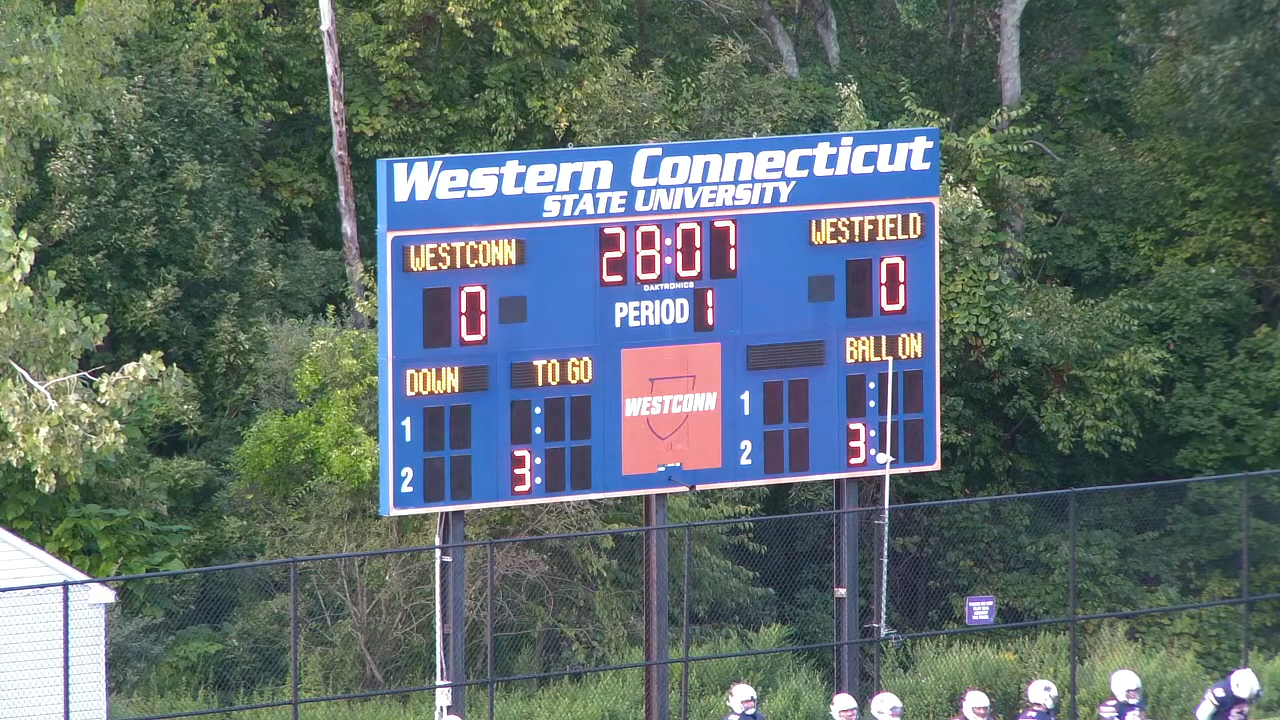 Western Connecticut
STATE UNIVERSITY
WESTCONN 28:07 WESTFIELD
DAKTRONICS
0 PERIOD 1 0
DOWN TO GO BALL ON
WESTCONN
1 : 1 :
2 3: 2 3: